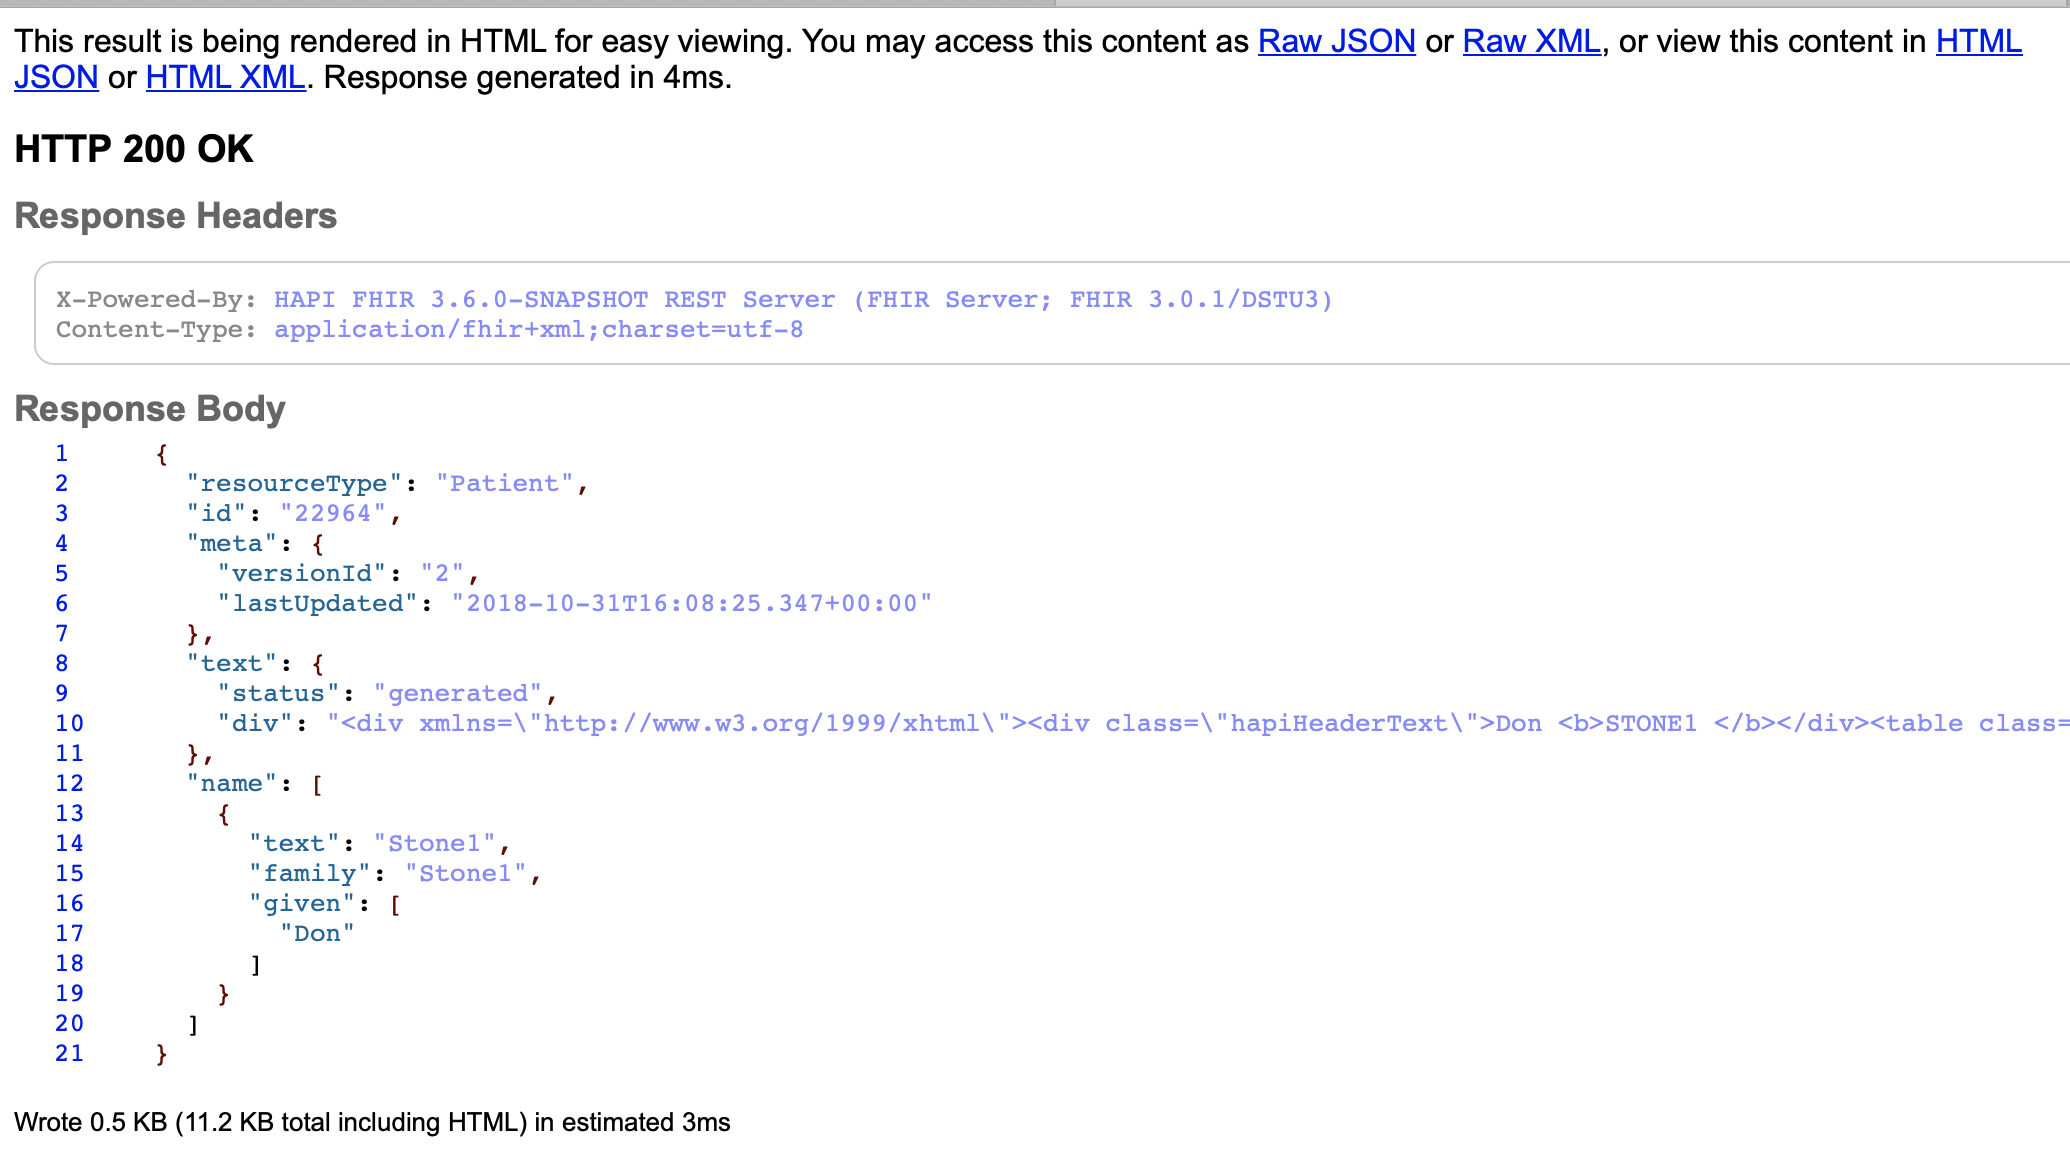 This result is being rendered in HTML for easy viewing. You may access this content as Raw JSON or Raw XML, or view this content in HTML
JSON or HTML XML. Response generated in 4ms.
HTTP 200 OK
Response Headers
X-Powered-By: HAPI FHIR 3.6.0-SNAPSHOT REST Server (FHIR Server; FHIR 3.0.1/DSTU3)
Content-Type: application/fhir+xml;charset=utf-8
Response Body
1 {
2 "resourceType": "Patient",
3 "id": "22964",
4 "meta": {
5 "versionId": "2",
6 "lastUpdated": "2018-10-31T16:08:25.347+00:00"
7 },
8 "text": {
9 "status": "generated",
10 "div": "<div xmlns=\"http://www.w3.org/1999/xhtml\"><div class=\"hapiHeaderText\">Don <b>STONE1 </b></div><table class=
11 },
12 "name": [
13 {
14 "text": "Stone1",
15 "family": "Stone1",
16 "given": [
17 "Don"
18 ]
19 }
20 ]
21 }
Wrote 0.5 KB (11.2 KB total including HTML) in estimated 3ms